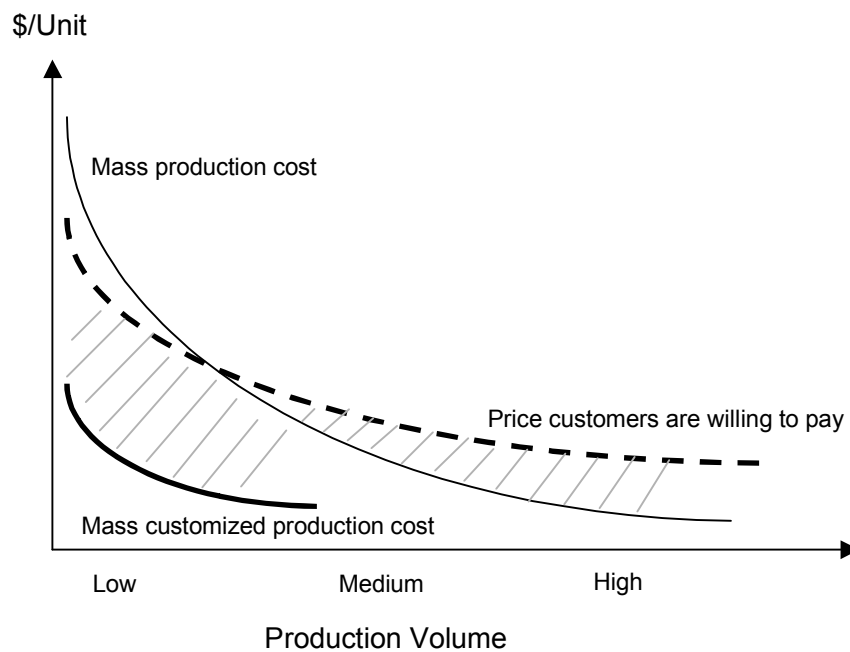 $/Unit
Mass production cost
Price customers are willing to pay
Mass customized production cost
Low
Medium
High
Production Volume